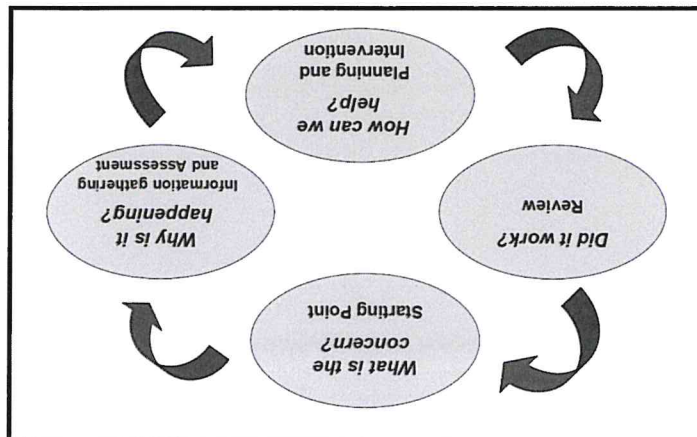 What is the
concern?
Starting Point
Why is it
happening?
Information gathering
and Assessment
How can we
help?
Planning and
Intervention
Did it work?
Review